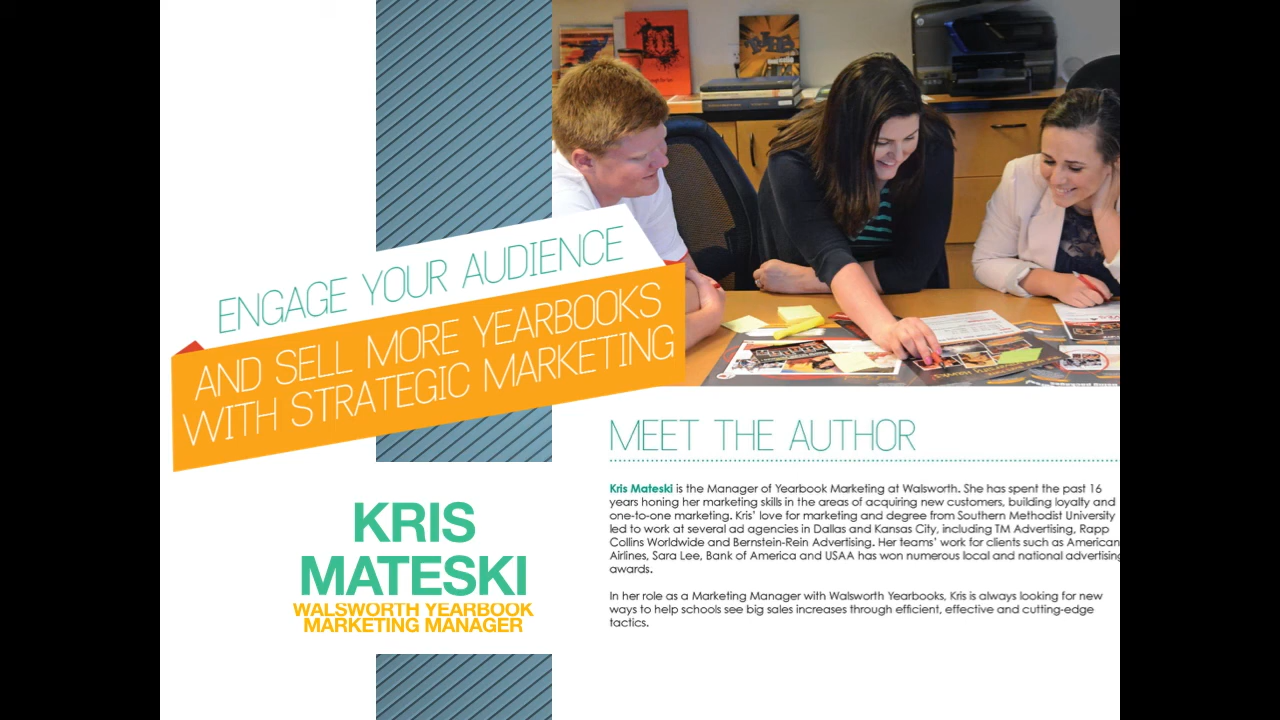 ENGAGE YOUR AUDIENCE
AND SELL MORE YEARBOOKS
WITH STRATEGIC MARKETING
KRIS
MATESKI
WALSWORTH YEARBOOK
MARKETING MANAGER
MEET THE AUTHOR
Kris Mateski is the Manager of Yearbook Marketing at Walsworth. She has spent the past 16
years honing her marketing skills in the areas of acquiring new customers, building loyalty and
one-to-one marketing. Kris’ love for marketing and degree from Southern Methodist University
led to work at several ad agencies in Dallas and Kansas City, including TM Advertising, Rapp
Collins Worldwide and Bernstein-Rein Advertising. Her teams’ work for clients such as American
Airlines, Sara Lee, Bank of America and USAA has won numerous local and national advertising
awards.
In her role as a Marketing Manager with Walsworth Yearbooks, Kris is always looking for new
ways to help schools see big sales increases through efficient, effective and cutting-edge
tactics.